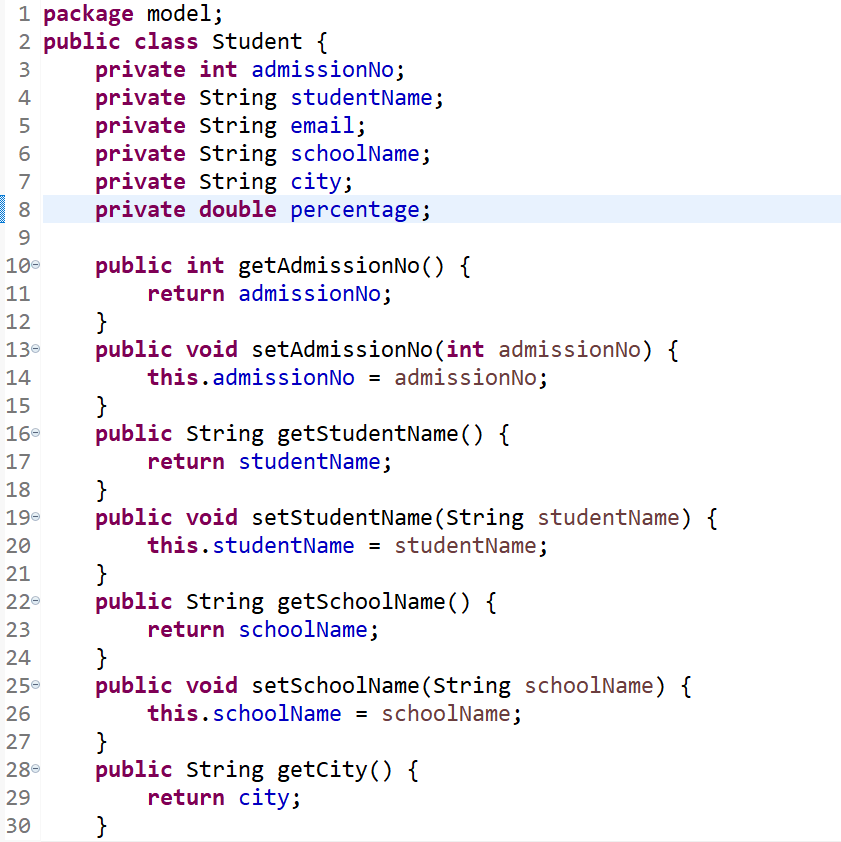 1 package model;
2 public class Student {
3     private int admissionNo;
4     private String studentName;
5     private String email;
6     private String schoolName;
7     private String city;
8     private double percentage;
9
10     public int getAdmissionNo() {
11         return admissionNo;
12     }
13     public void setAdmissionNo(int admissionNo) {
14         this.admissionNo = admissionNo;
15     }
16     public String getStudentName() {
17         return studentName;
18     }
19     public void setStudentName(String studentName) {
20         this.studentName = studentName;
21     }
22     public String getSchoolName() {
23         return schoolName;
24     }
25     public void setSchoolName(String schoolName) {
26         this.schoolName = schoolName;
27     }
28     public String getCity() {
29         return city;
30     }